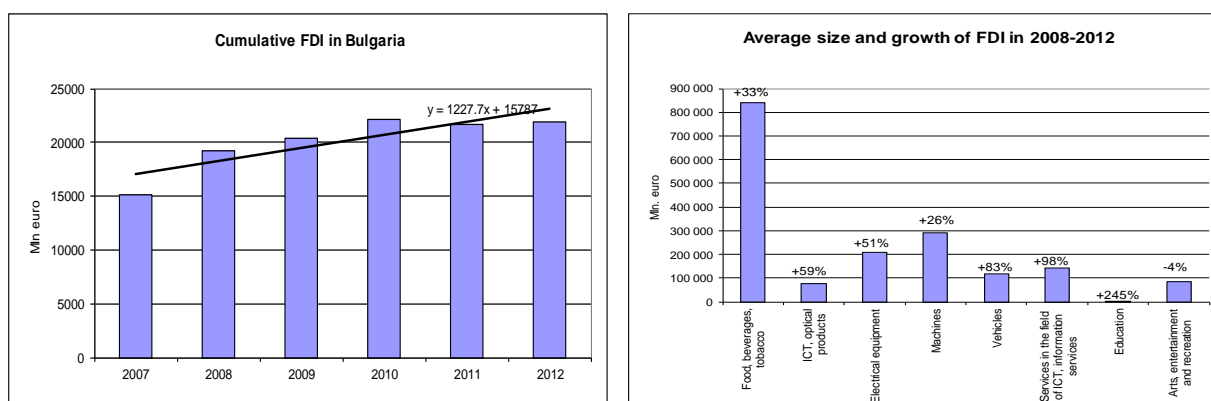 Cumulative FDI in Bulgaria
Mln euro
25000
20000
15000
10000
5000
0
y = 1227.7x + 15787
2007 2008 2009 2010 2011 2012
Average size and growth of FDI in 2008-2012
Mln. euro
900 000
800 000
700 000
600 000
500 000
400 000
300 000
200 000
100 000
0
+33%
+59%
+51%
+26%
+83%
+98%
+245%
-4%
Food, beverages,
tobacco
ICT, optical
products
Electrical equipment
Machines
Vehicles
Services in the field
of ICT, information
services
Education
Arts, entertainment
and recreation